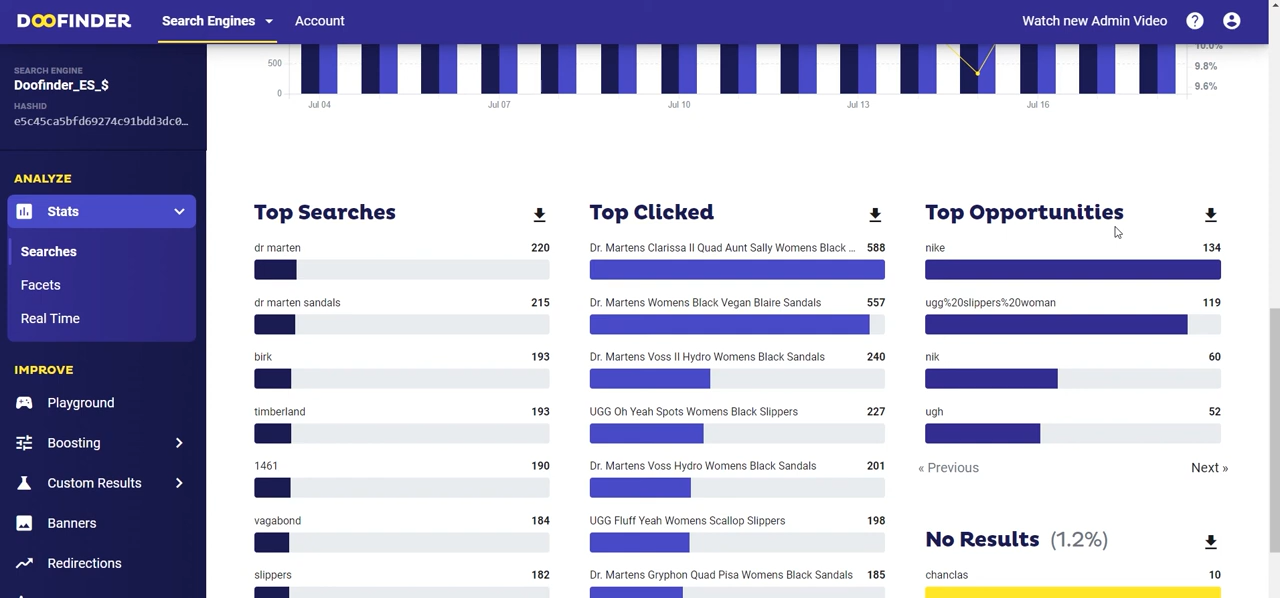 DOOFINDER
Search Engines
Account
Watch new Admin Video
?
SEARCH ENGINE
Doofinder_ES_$
HASHID
e5c45ca5bfd69274c91bdd3dc0…
ANALYZE
Stats
Searches
Facets
Real Time
IMPROVE
Playground
Boosting
Custom Results
Banners
Redirections
500
0
10.0%
9.8%
9.6%
Jul 04
Jul 07
Jul 10
Jul 13
Jul 16
Top Searches
dr marten 220
dr marten sandals 215
birk 193
timberland 193
1461 190
vagabond 184
slippers 182
Top Clicked
Dr. Martens Clarissa II Quad Aunt Sally Womens Black ... 588
Dr. Martens Womens Black Vegan Blaire Sandals 557
Dr. Martens Voss II Hydro Womens Black Sandals 240
UGG Oh Yeah Spots Womens Black Slippers 227
Dr. Martens Voss Hydro Womens Black Sandals 201
UGG Fluff Yeah Womens Scallop Slippers 198
Dr. Martens Gryphon Quad Pisa Womens Black Sandals 185
Top Opportunities
nike 134
ugg%20slippers%20woman 119
nik 60
ugh 52
« Previous
Next »
No Results (1.2%)
chanclas 10